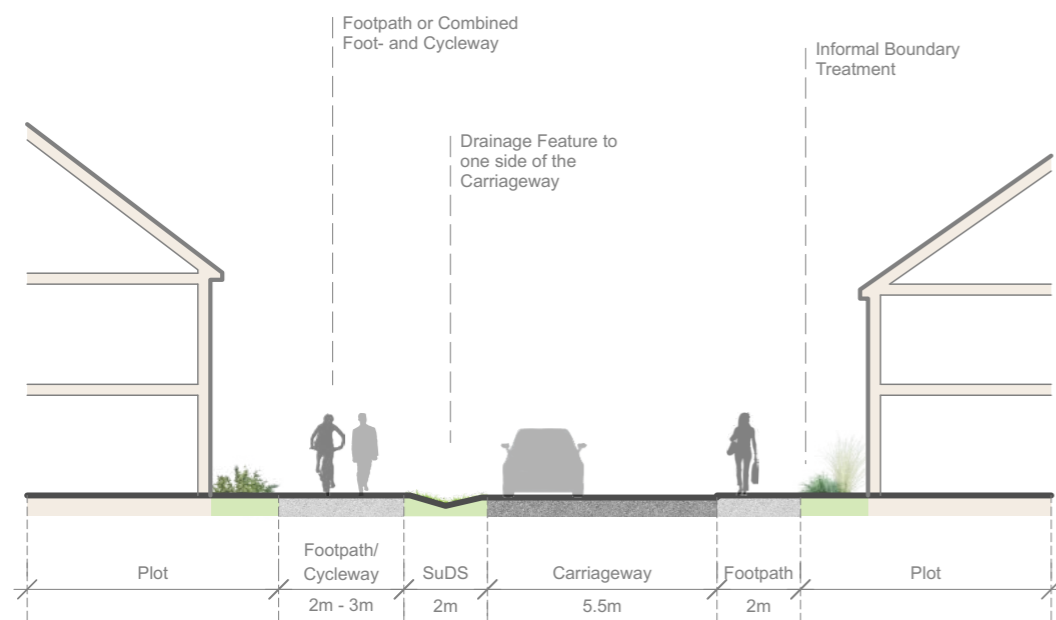 Footpath or Combined
Foot- and Cycleway
Informal Boundary
Treatment
Drainage Feature to
one side of the
Carriageway
Plot
Footpath/
Cycleway
SuDS
Carriageway
Footpath
Plot
2m - 3m
2m
5.5m
2m